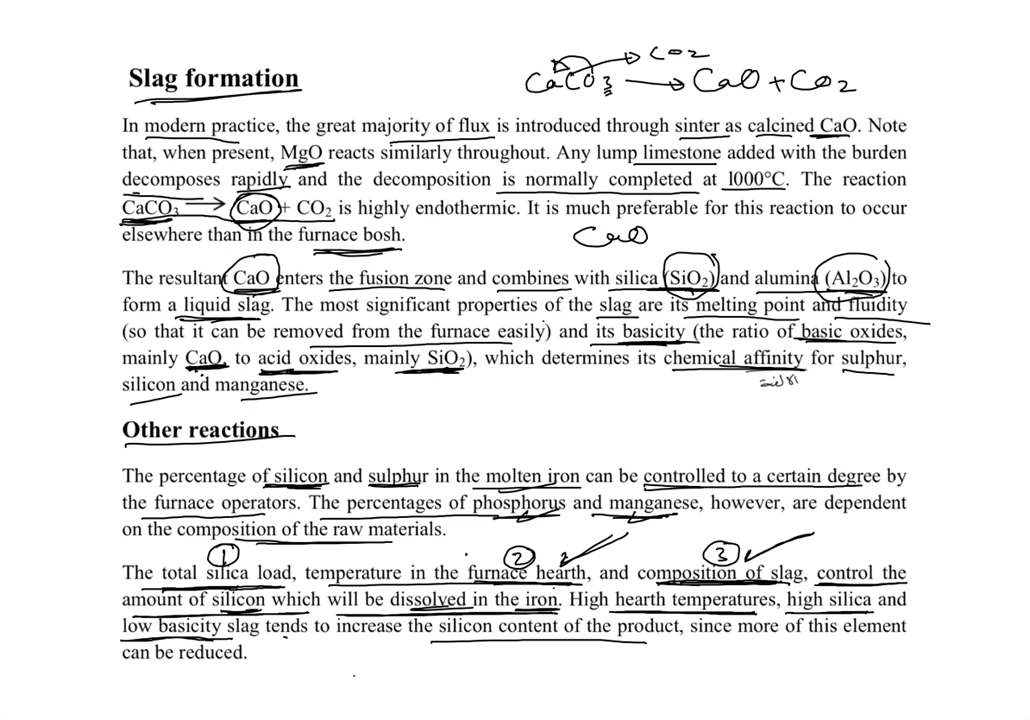 Slag formation
CO2
CaCO3 → CaO + CO2
In modern practice, the great majority of flux is introduced through sinter as calcined CaO. Note
that, when present, MgO reacts similarly throughout. Any lump limestone added with the burden
decomposes rapidly and the decomposition is normally completed at 1000°C. The reaction
CaCO₃ → CaO + CO₂ is highly endothermic. It is much preferable for this reaction to occur
elsewhere than in the furnace bosh.
CaO
The resultant CaO enters the fusion zone and combines with silica (SiO₂) and alumina (Al₂O₃) to
form a liquid slag. The most significant properties of the slag are its melting point and fluidity
(so that it can be removed from the furnace easily) and its basicity (the ratio of basic oxides,
mainly CaO, to acid oxides, mainly SiO₂), which determines its chemical affinity for sulphur,
silicon and manganese.
Other reactions
The percentage of silicon and sulphur in the molten iron can be controlled to a certain degree by
the furnace operators. The percentages of phosphorus and manganese, however, are dependent
on the composition of the raw materials.
1 2 3
The total silica load, temperature in the furnace hearth, and composition of slag, control the
amount of silicon which will be dissolved in the iron. High hearth temperatures, high silica and
low basicity slag tends to increase the silicon content of the product, since more of this element
can be reduced.